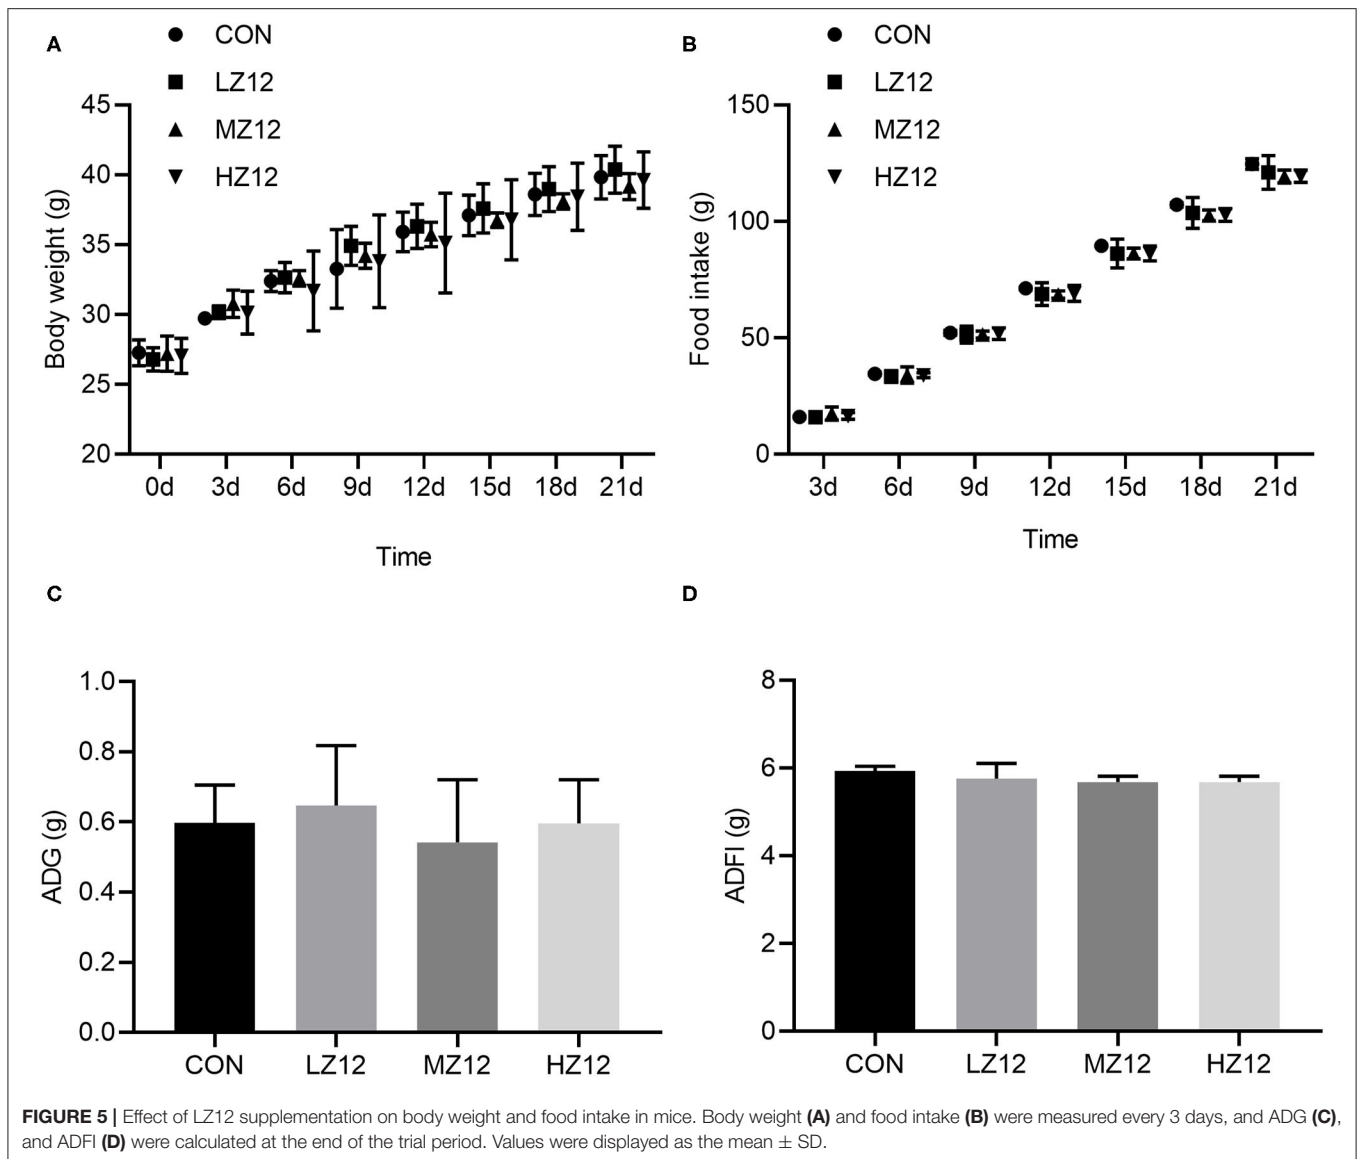 A
CON
LZ12
MZ12
HZ12
45
40
35
30
25
20
Body weight (g)
0d 3d 6d 9d 12d 15d 18d 21d
Time
B
CON
LZ12
MZ12
HZ12
150
100
50
0
Food intake (g)
3d 6d 9d 12d 15d 18d 21d
Time
C
1.0
0.8
0.6
0.4
0.2
0.0
ADG (g)
CON LZ12 MZ12 HZ12
D
8
6
4
2
0
ADFI (g)
CON LZ12 MZ12 HZ12
FIGURE 5 | Effect of LZ12 supplementation on body weight and food intake in mice. Body weight (A) and food intake (B) were measured every 3 days, and ADG (C),
and ADFI (D) were calculated at the end of the trial period. Values were displayed as the mean ± SD.